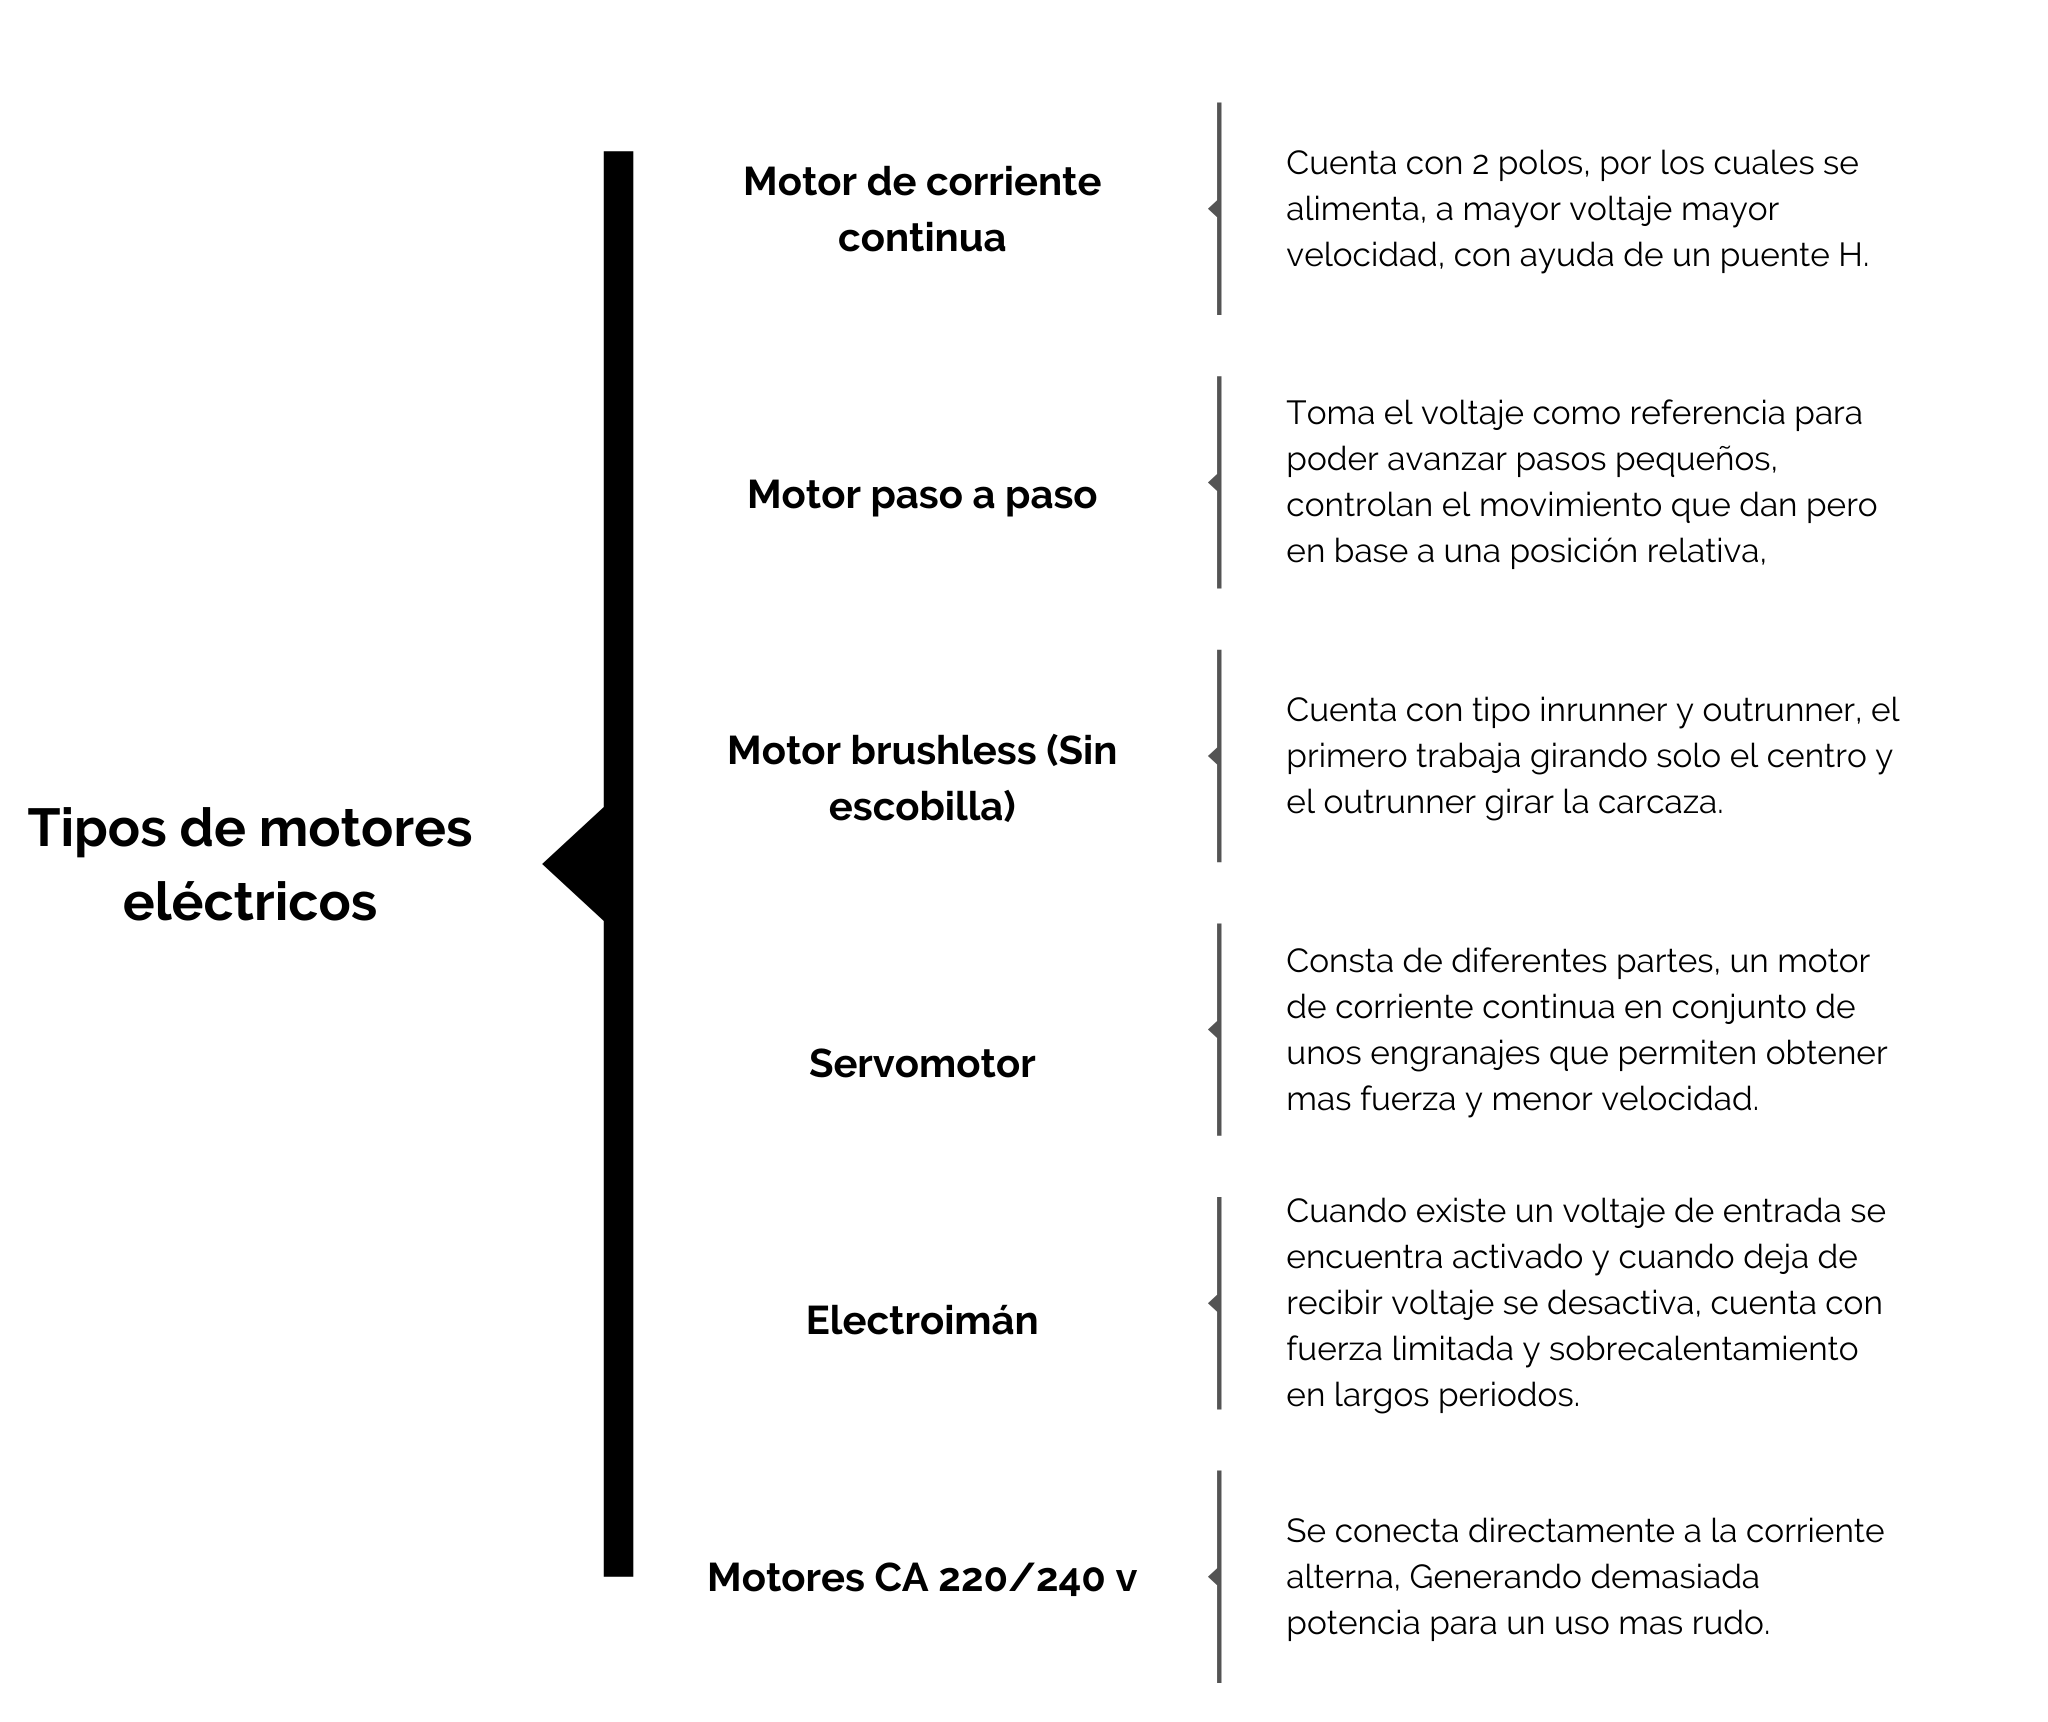 Tipos de motores
eléctricos
Motor de corriente
continua
Cuenta con 2 polos, por los cuales se
alimenta, a mayor voltaje mayor
velocidad, con ayuda de un puente H.
Motor paso a paso
Toma el voltaje como referencia para
poder avanzar pasos pequeños,
controlan el movimiento que dan pero
en base a una posición relativa,
Motor brushless (Sin
escobilla)
Cuenta con tipo inrunner y outrunner, el
primero trabaja girando solo el centro y
el outrunner girar la carcaza.
Servomotor
Consta de diferentes partes, un motor
de corriente continua en conjunto de
unos engranajes que permiten obtener
mas fuerza y menor velocidad.
Electroimán
Cuando existe un voltaje de entrada se
encuentra activado y cuando deja de
recibir voltaje se desactiva, cuenta con
fuerza limitada y sobrecalentamiento
en largos periodos.
Motores CA 220/240 v
Se conecta directamente a la corriente
alterna, Generando demasiada
potencia para un uso mas rudo.